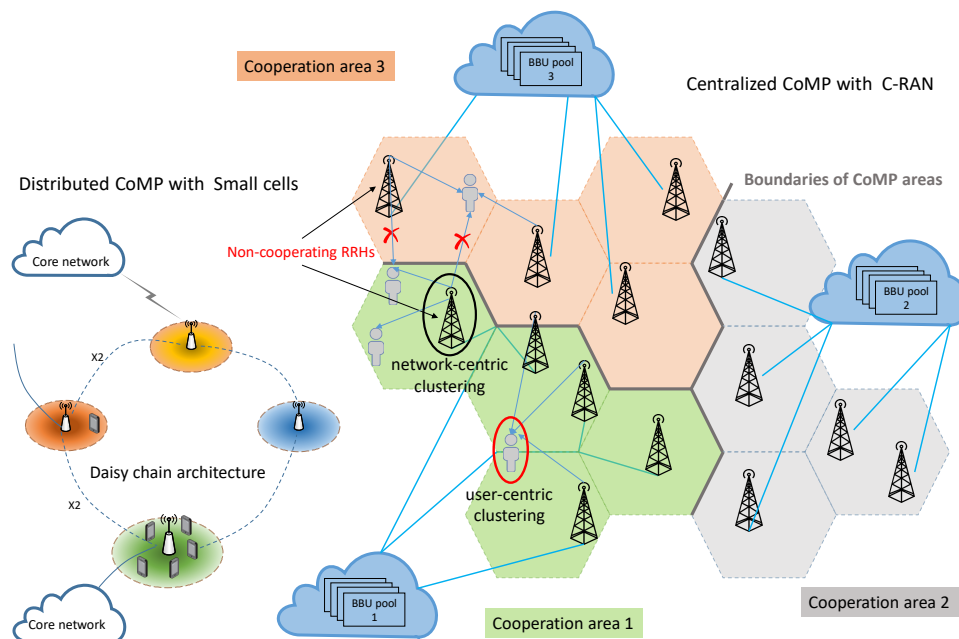 Cooperation area 3
BBU pool
3
Centralized CoMP with C-RAN
Distributed CoMP with Small cells
Boundaries of CoMP areas
Non-cooperating RRHs
Core network
BBU pool
2
X2
network-centric
clustering
Daisy chain architecture
X2
user-centric
clustering
BBU pool
1
Core network
Cooperation area 1
Cooperation area 2